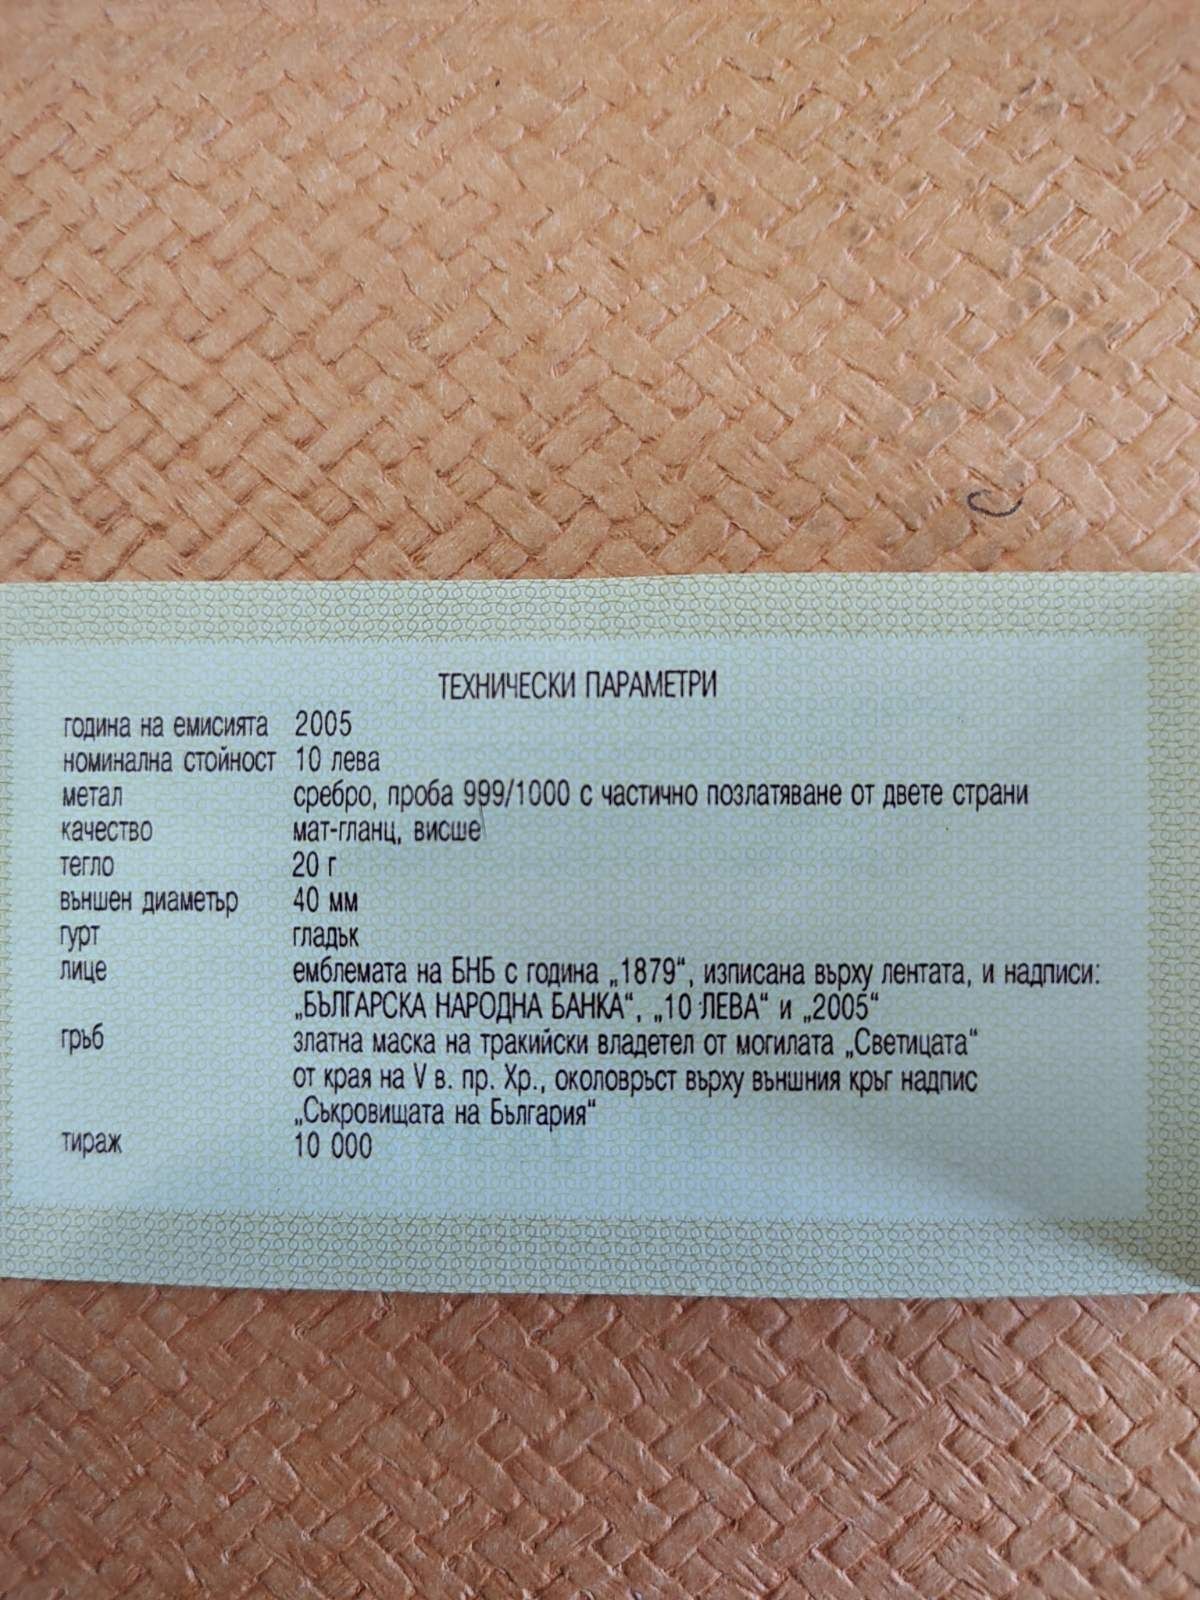 ТЕХНИЧЕСКИ ПАРАМЕТРИ
година на емисията 2005
номинална стойност 10 лева
метал сребро, проба 999/1000 с частично позлатяване от двете страни
качество мат-гланц, висше
тегло 20 г
външен диаметър 40 мм
гурт гладък
лице емблемата на БНБ с година „1879“, изписана върху лентата, и надписи:
„БЪЛГАРСКА НАРОДНА БАНКА“, „10 ЛЕВА“ и „2005“
гръб златна маска на тракийски владетел от могилата „Светицата“
от края на V в. пр. Хр., околовръст върху външния кръг надпис
„Съкровищата на България“
тираж 10 000